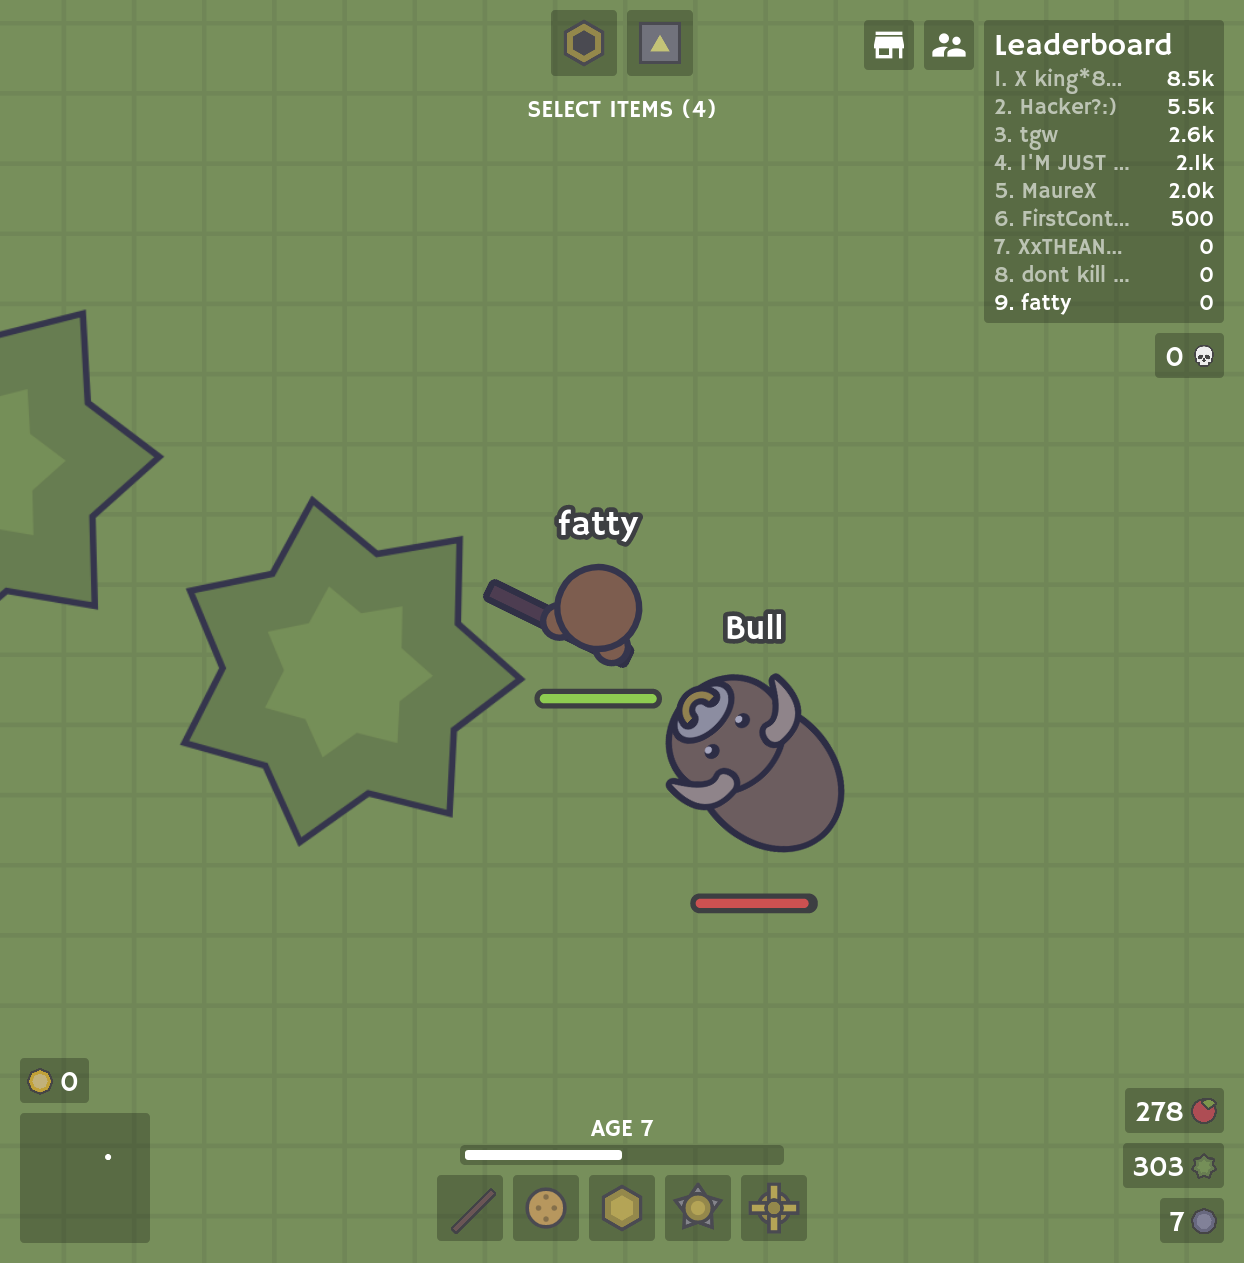 SELECT ITEMS (4)
Leaderboard
1. X king*8... 8.5k
2. Hacker?:) 5.5k
3. tgw 2.6k
4. I'M JUST ... 2.1k
5. MaureX 2.0k
6. FirstCont... 500
7. XxTHEAN... 0
8. dont kill ... 0
9. fatty 0
0
fatty
Bull
0
AGE 7
278
303
7